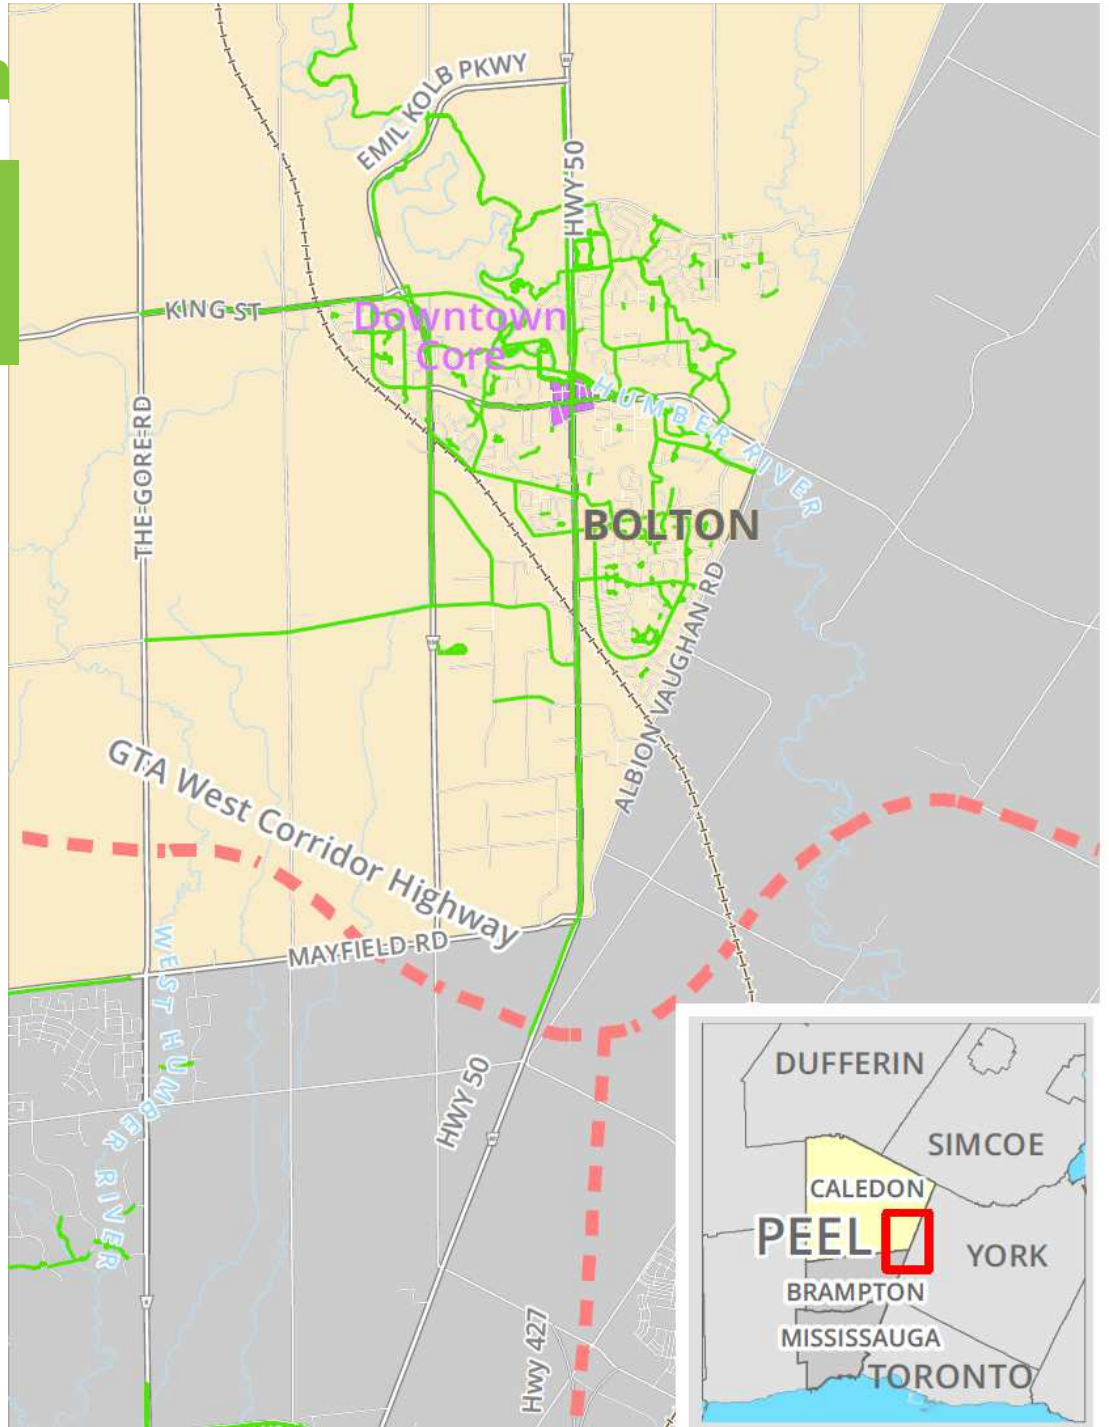 EMIL KOLB PKWY
HWY 50
KING ST
Downtown
Core
THE GORE RD
HUMBER RIVER
BOLTON
ALBION VAUGHAN RD
GTA West Corridor Highway
MAYFIELD RD
WEST HUMBER RIVER
HWY 50
Hwy 427
DUFFERIN
SIMCOE
CALEDON
PEEL
YORK
BRAMPTON
MISSISSAUGA
TORONTO